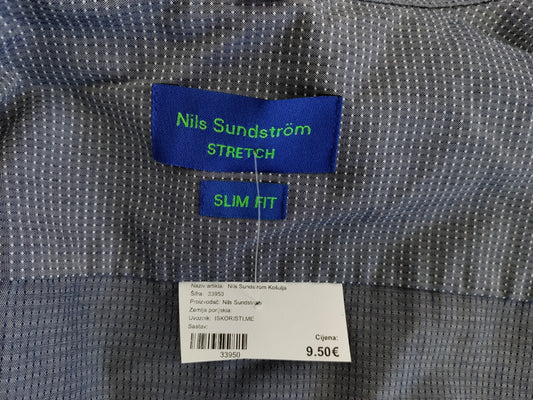 Nils Sundström
STRETCH
SLIM FIT
Naziv artikla: Nils Sundstrom Košulja
Šifra: 33950
Proizvođač: Nils Sundström
Zemlja porijekla:
Uvoznik: ISKORISTI.ME
Sastav:
Cijena:
33950
9.50€